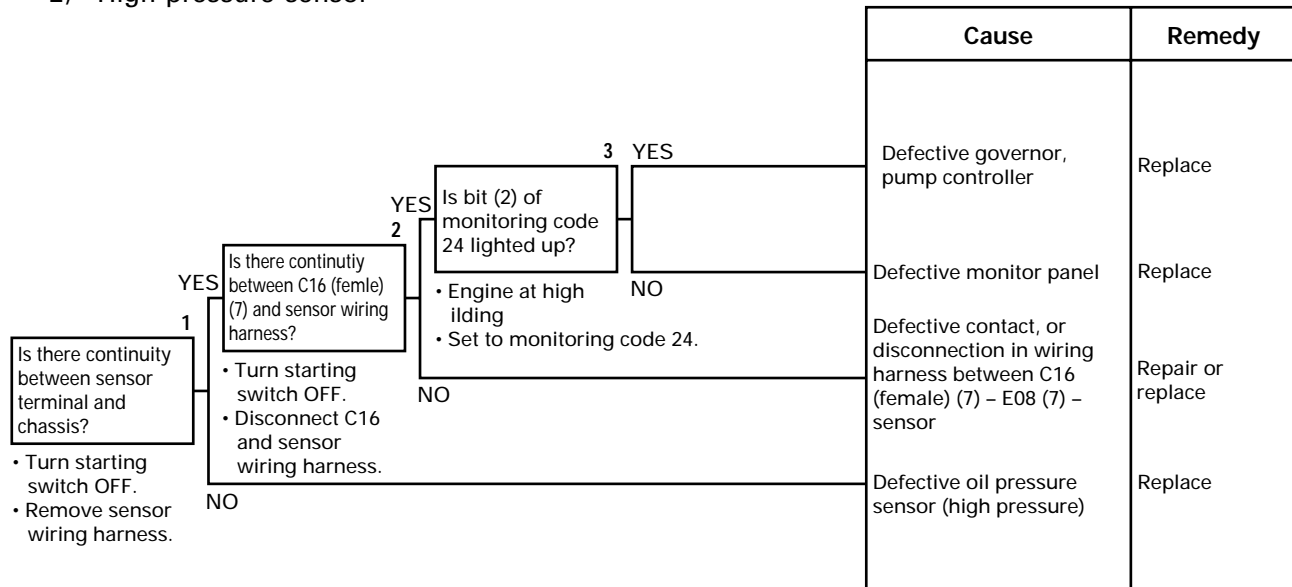 2) High pressure sensor
Cause
Remedy
3 YES
Defective governor,
pump controller
Replace
YES
2
Is bit (2) of
monitoring code
24 lighted up?
YES
1
Is there continutiy
between C16 (femle)
(7) and sensor wiring
harness?
• Engine at high
ilding
• Set to monitoring code 24.
NO
Defective monitor panel
Replace
Is there continuity
between sensor
terminal and
chassis?
• Turn starting
switch OFF.
• Disconnect C16
and sensor
wiring harness.
NO
Defective contact, or
disconnection in wiring
harness between C16
(female) (7) – E08 (7) –
sensor
Repair or
replace
• Turn starting
switch OFF.
• Remove sensor
wiring harness.
NO
Defective oil pressure
sensor (high pressure)
Replace